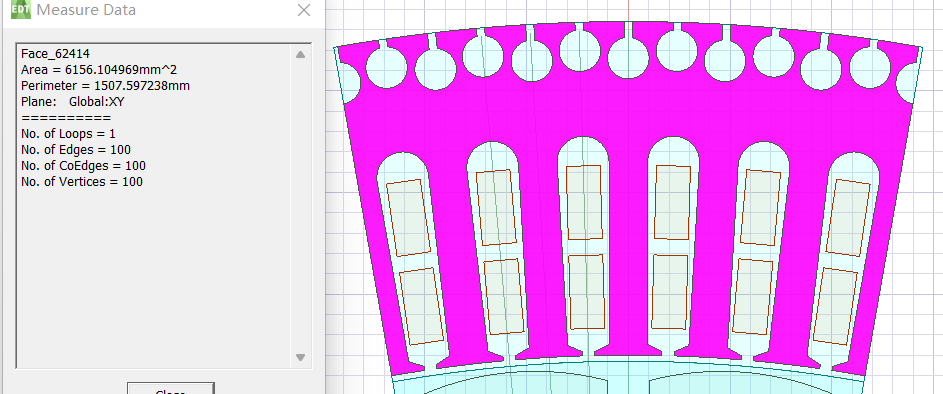 EDT Measure Data
Face_62414
Area = 6156.104969mm^2
Perimeter = 1507.597238mm
Plane: Global:XY
==========
No. of Loops = 1
No. of Edges = 100
No. of CoEdges = 100
No. of Vertices = 100
Close